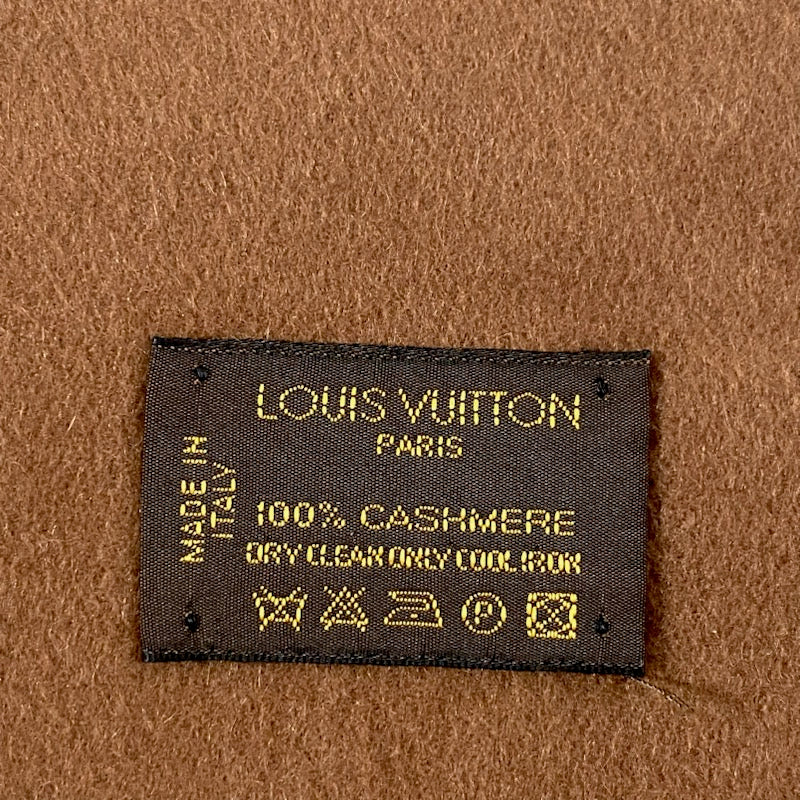 LOUIS VUITTON
PARIS
MADE IN
ITALY
100% CASHMERE
DRY CLEAN ONLY COOL IRON
P